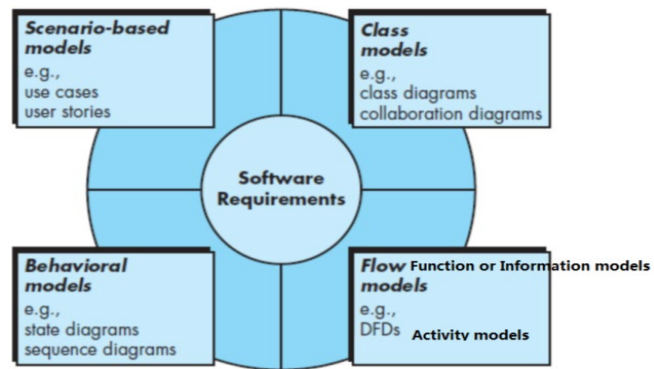 Scenario-based
models
e.g.,
use cases
user stories
Class
models
e.g.,
class diagrams
collaboration diagrams
Software
Requirements
Behavioral
models
e.g.,
state diagrams
sequence diagrams
Flow Function or Information models
models
e.g.,
DFDs Activity models